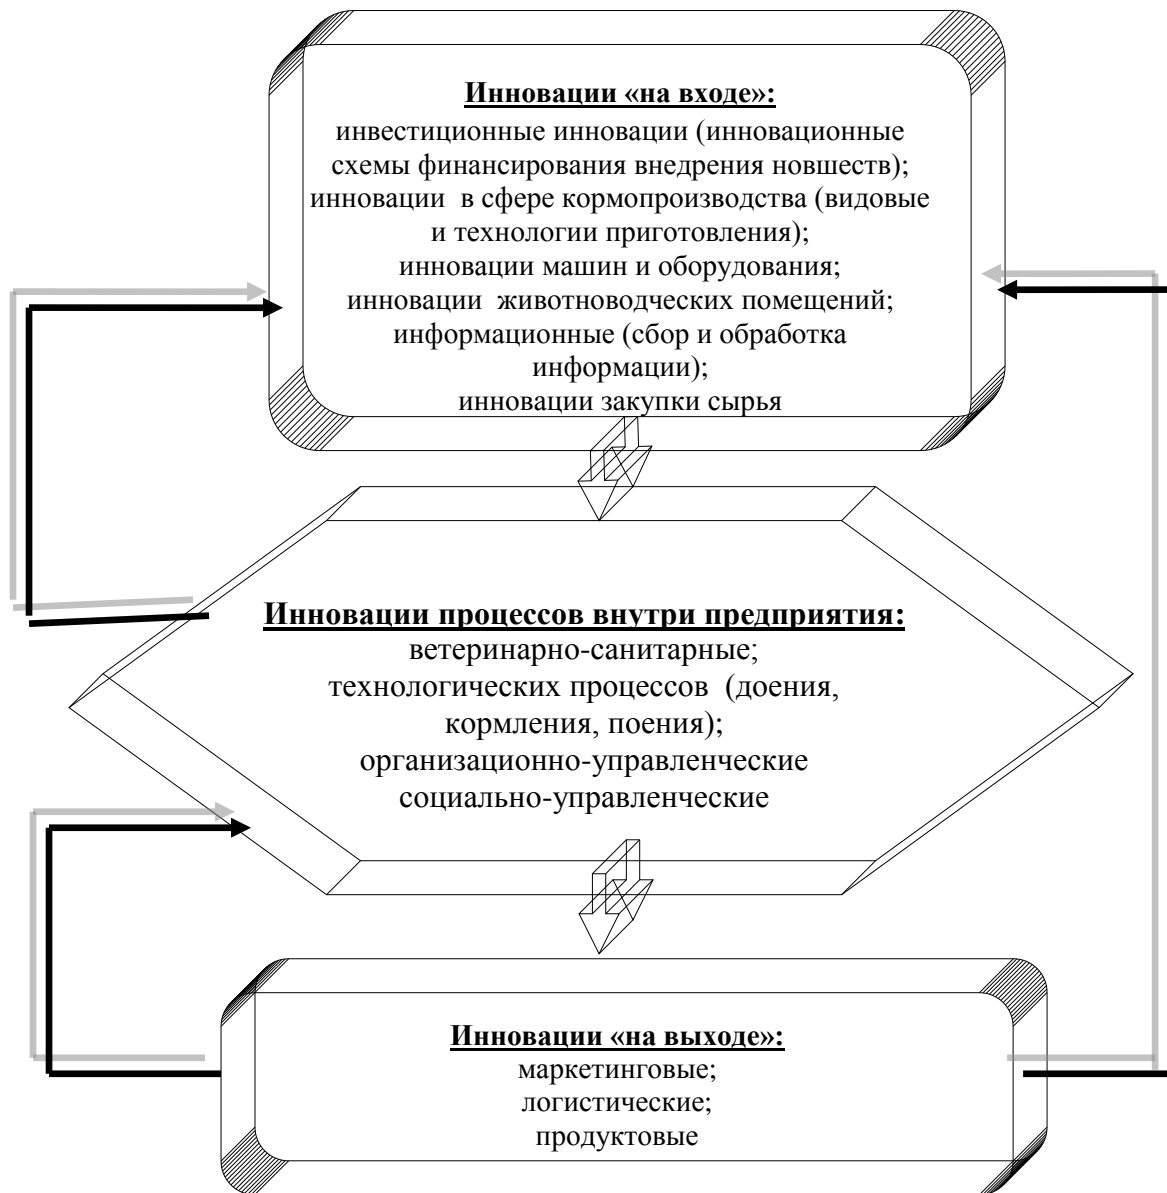 Инновации «на входе»:
инвестиционные инновации (инновационные
схемы финансирования внедрения новшеств);
инновации в сфере кормопроизводства (видовые
и технологии приготовления);
инновации машин и оборудования;
инновации животноводческих помещений;
информационные (сбор и обработка
информации);
инновации закупки сырья
Инновации процессов внутри предприятия:
ветеринарно-санитарные;
технологических процессов (доения,
кормления, поения);
организационно-управленческие
социально-управленческие
Инновации «на выходе»:
маркетинговые;
логистические;
продуктовые